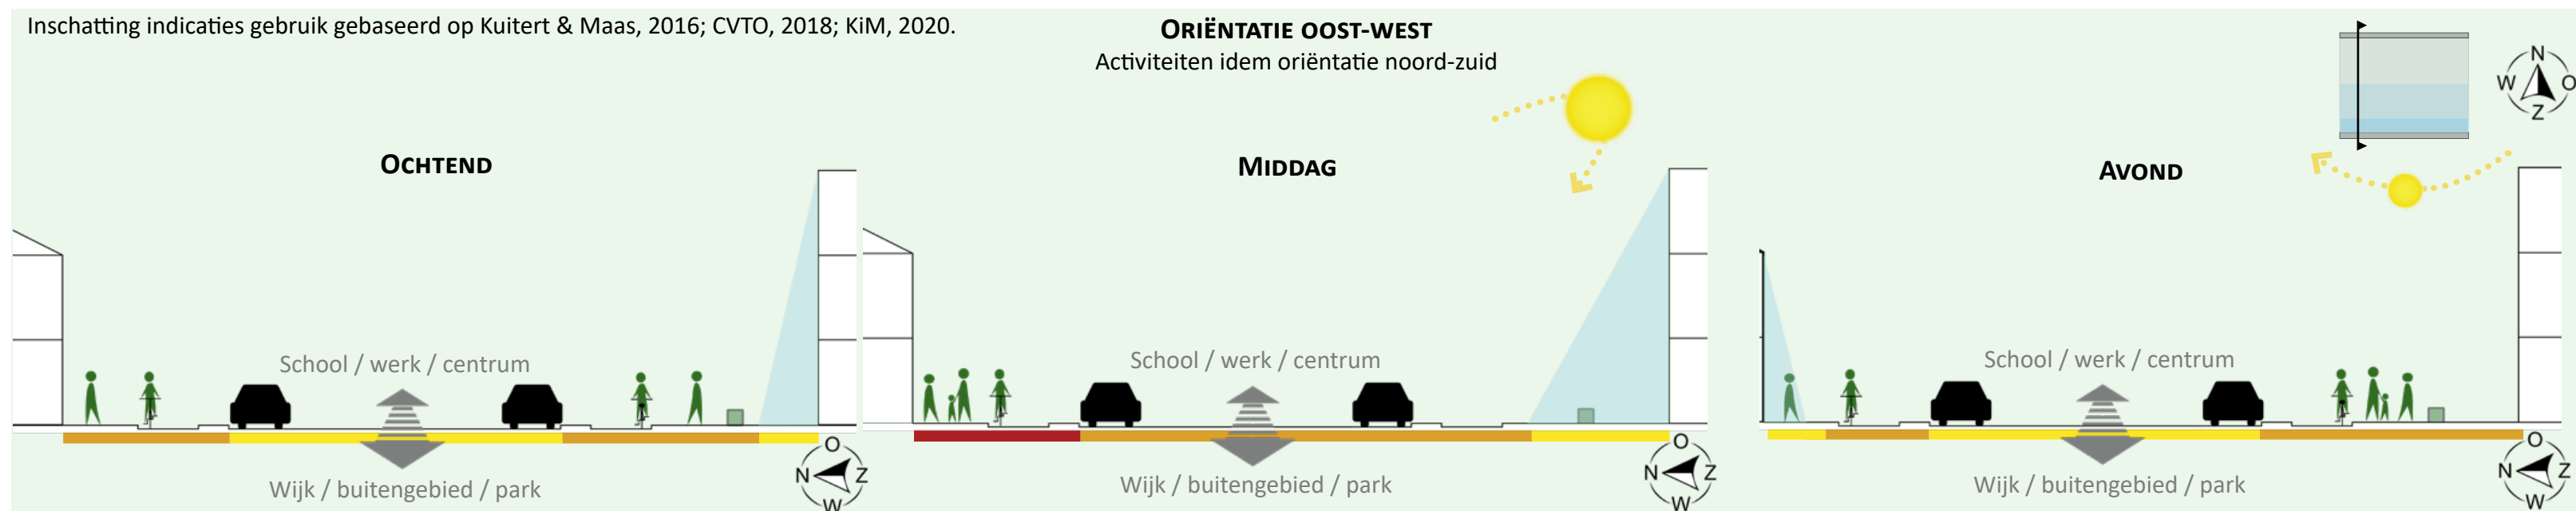 Inschatting indicaties gebruik gebaseerd op Kuitert & Maas, 2016; CVTO, 2018; KiM, 2020.
ORIËNTATIE OOST-WEST
Activiteiten idem oriëntatie noord-zuid
N
W O
Z
OCHTEND
School / werk / centrum
Wijk / buitengebied / park
O
N Z
W
MIDDAG
School / werk / centrum
Wijk / buitengebied / park
O
N Z
W
AVOND
School / werk / centrum
Wijk / buitengebied / park
O
N Z
W